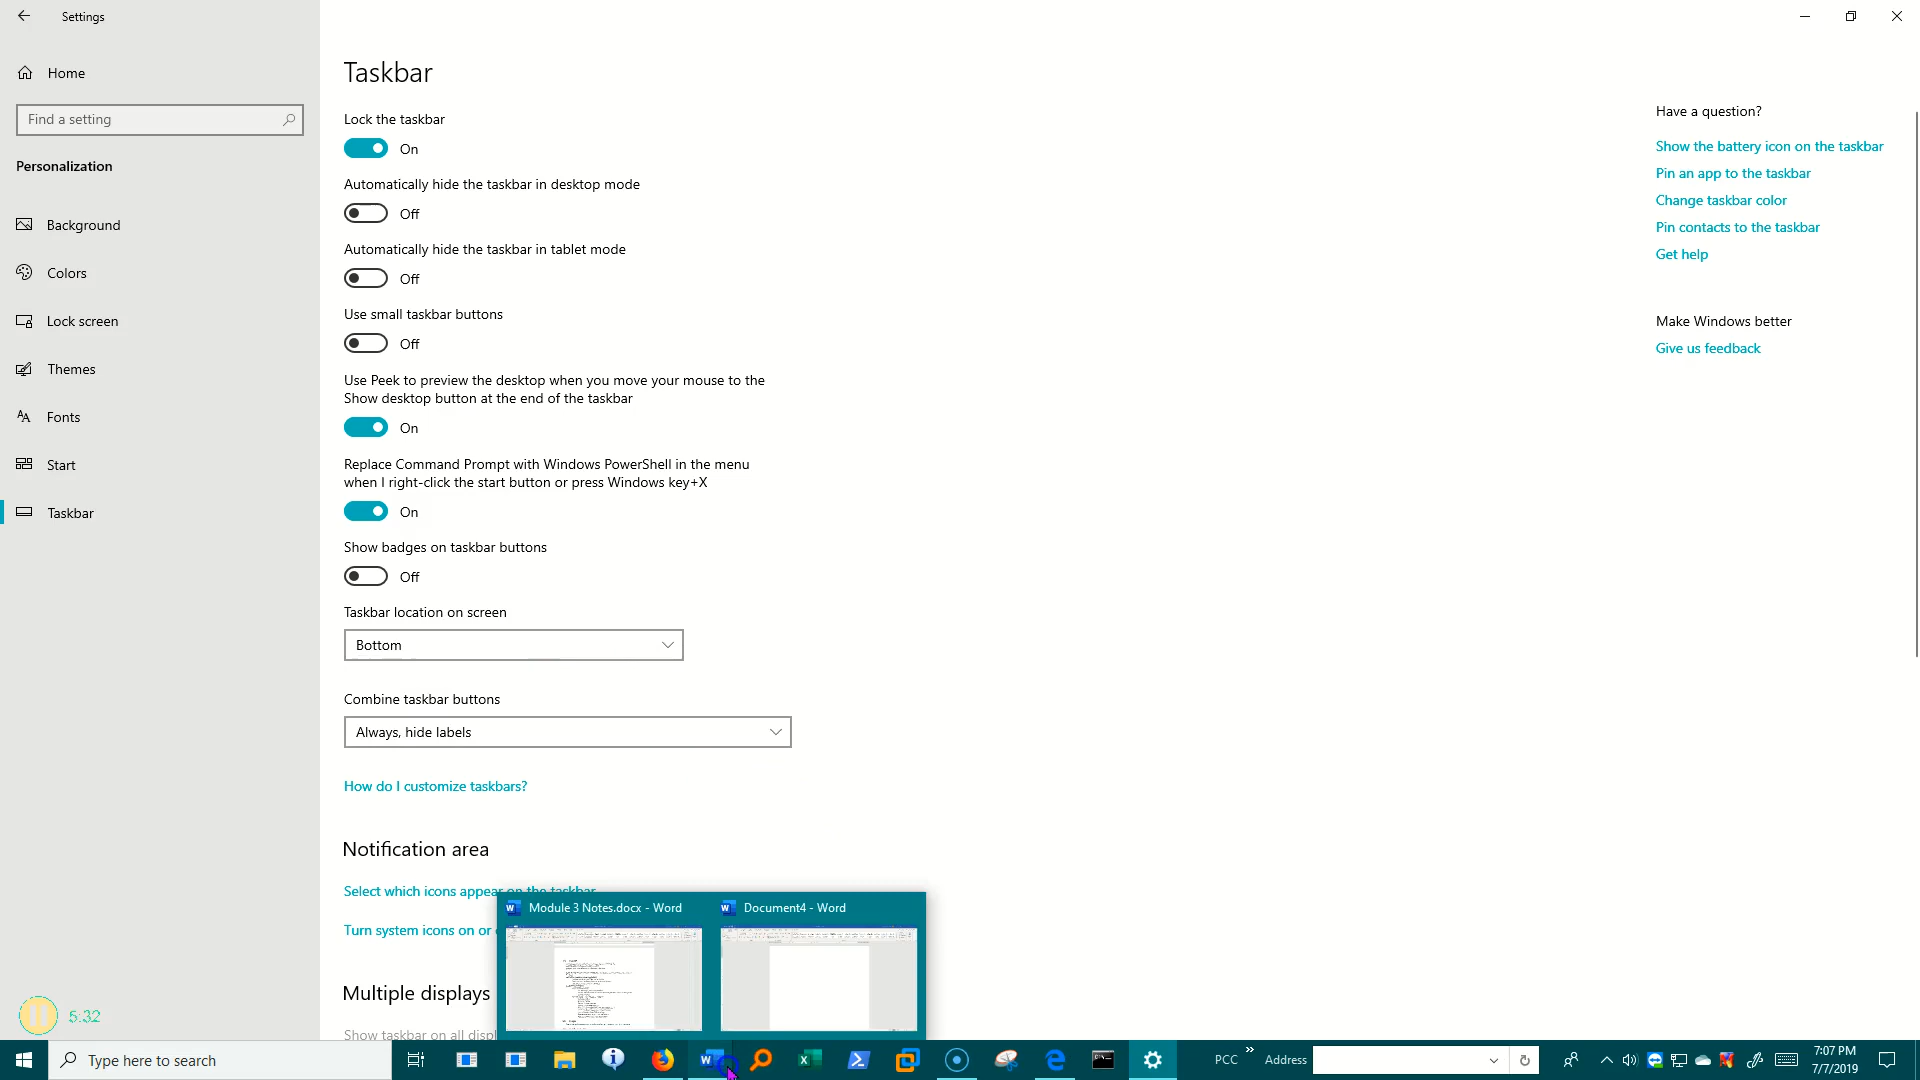 Settings
Home
Find a setting
Personalization
Background
Colors
Lock screen
Themes
Fonts
Start
Taskbar
Taskbar
Lock the taskbar
On
Automatically hide the taskbar in desktop mode
Off
Automatically hide the taskbar in tablet mode
Off
Use small taskbar buttons
Off
Use Peek to preview the desktop when you move your mouse to the
Show desktop button at the end of the taskbar
On
Replace Command Prompt with Windows PowerShell in the menu
when I right-click the start button or press Windows key+X
On
Show badges on taskbar buttons
Off
Taskbar location on screen
Bottom
Combine taskbar buttons
Always, hide labels
How do I customize taskbars?
Notification area
Select which icons appear on the taskbar
Turn system icons on or
Multiple displays
Show taskbar on all displ
Have a question?
Show the battery icon on the taskbar
Pin an app to the taskbar
Change taskbar color
Pin contacts to the taskbar
Get help
Make Windows better
Give us feedback
Module 3 Notes.docx - Word
Document4 - Word
5:32
Type here to search
PCC
Address
7:07 PM
7/7/2019